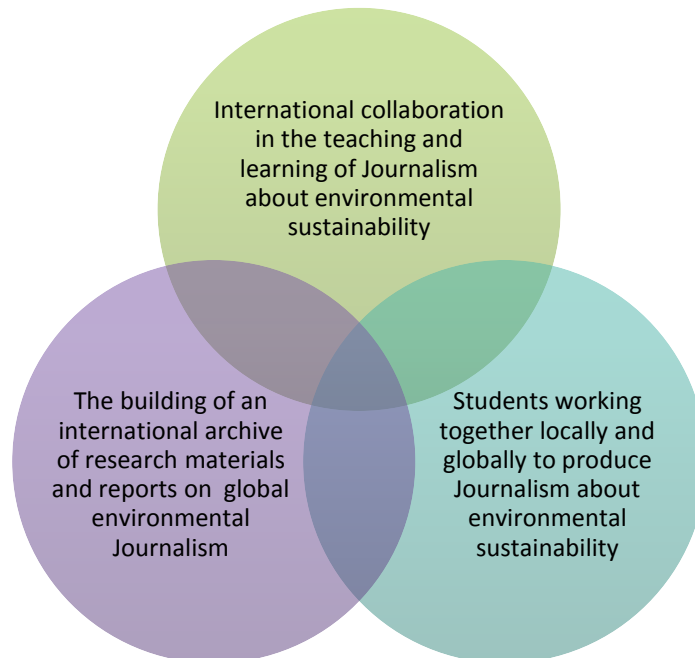 International collaboration
in the teaching and
learning of Journalism
about environmental
sustainability
The building of an
international archive
of research materials
and reports on global
environmental
Journalism
Students working
together locally and
globally to produce
Journalism about
environmental
sustainability